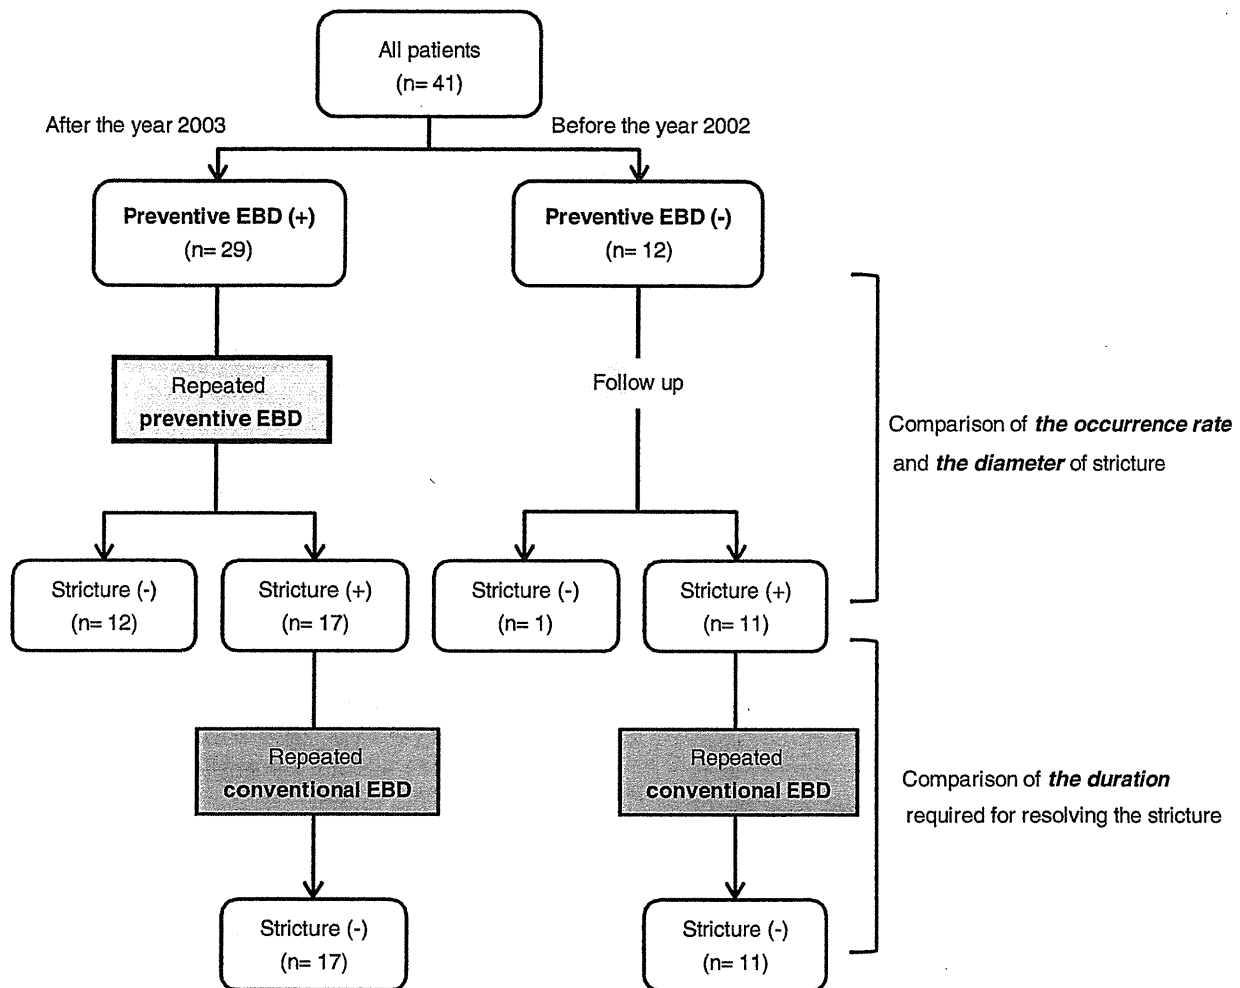 All patients
(n= 41)
After the year 2003
Before the year 2002
Preventive EBD (+)
(n= 29)
Preventive EBD (-)
(n= 12)
Repeated
preventive EBD
Follow up
Comparison of the occurrence rate
and the diameter of stricture
Stricture (-)
(n= 12)
Stricture (+)
(n= 17)
Stricture (-)
(n= 1)
Stricture (+)
(n= 11)
Repeated
conventional EBD
Repeated
conventional EBD
Comparison of the duration
required for resolving the stricture
Stricture (-)
(n= 17)
Stricture (-)
(n= 11)